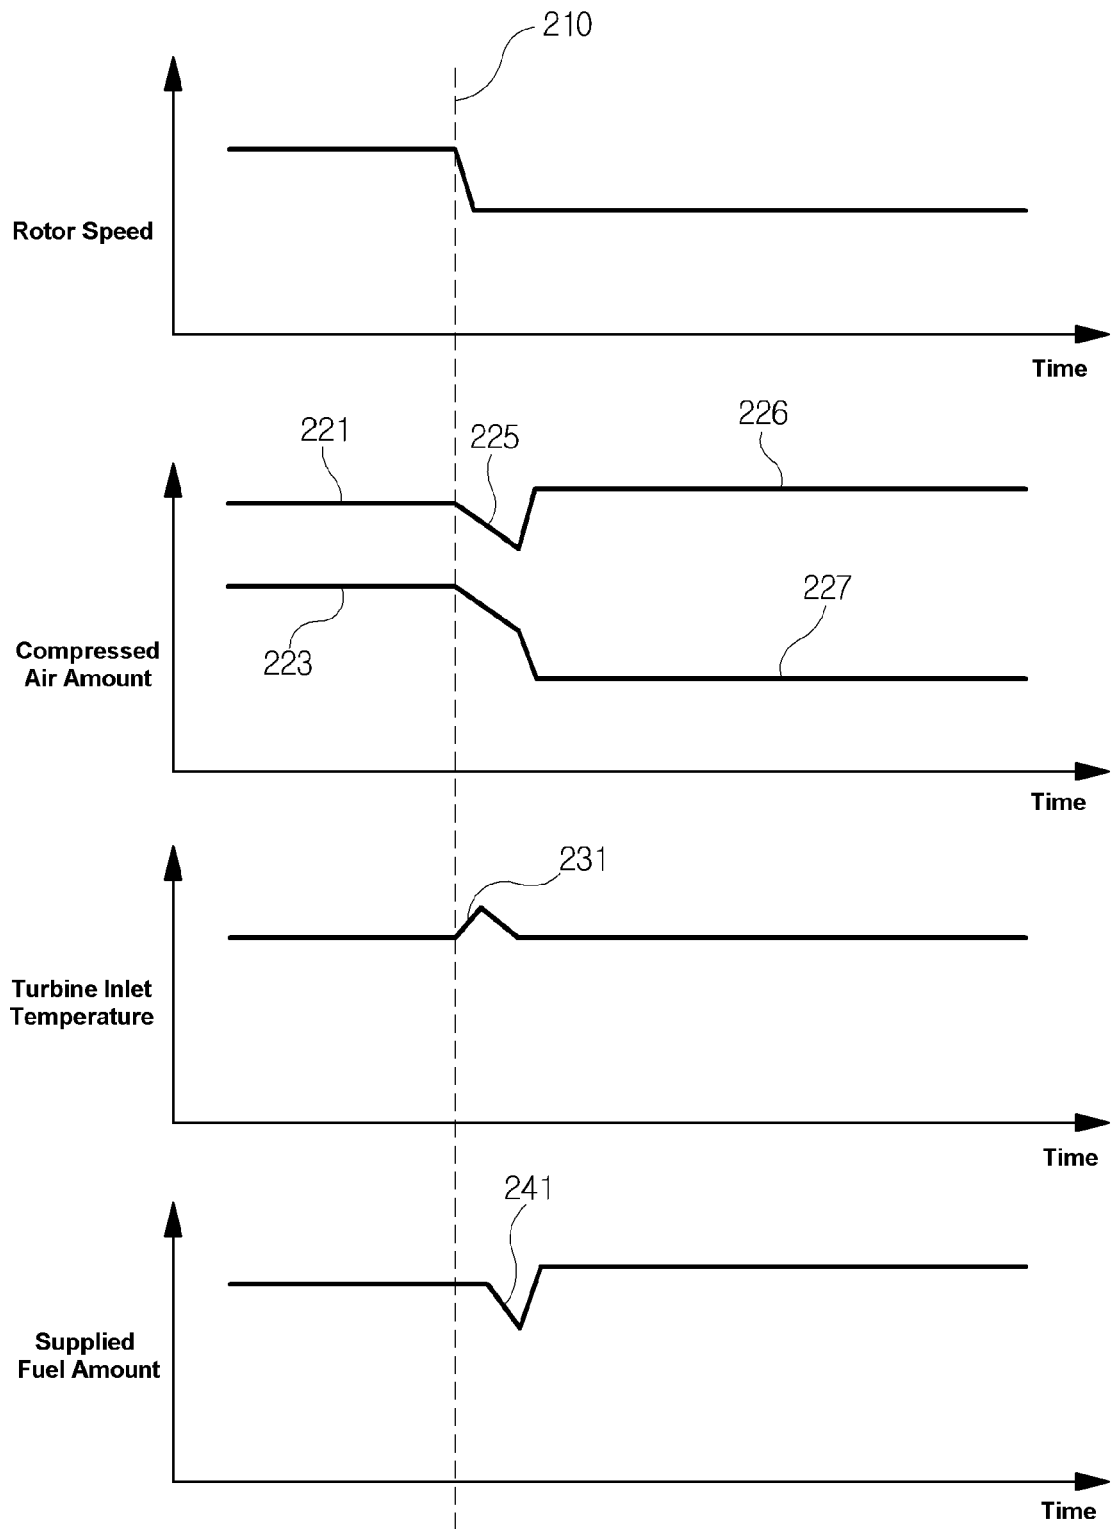 210
Rotor Speed
Time
221
225
226
223
227
Compressed
Air Amount
Time
231
Turbine Inlet
Temperature
Time
241
Supplied
Fuel Amount
Time